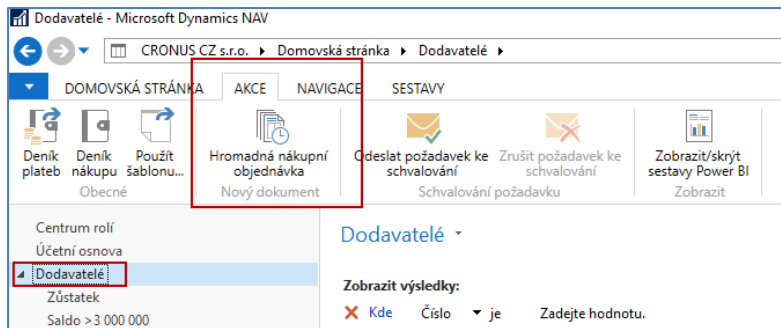 Dodavatelé - Microsoft Dynamics NAV
CRONUS CZ s.r.o. Domovská stránka Dodavatelé
DOMOVSKÁ STRÁNKA AKCE NAVIGACE SESTAVY
Deník plateb
Deník nákupu
Použít šablonu...
Hromadná nákupní objednávka
Odeslat požadavek ke schvalování
Zrušit požadavek ke schvalování
Zobrazit/skrýt sestavy Power BI
Obecné Nový dokument Schvalování požadavku Zobrazit
Centrum rolí
Účetní osnova
Dodavatelé
Zůstatek
Saldo >3 000 000
Dodavatelé
Zobrazit výsledky:
Kde Číslo je Zadejte hodnotu.